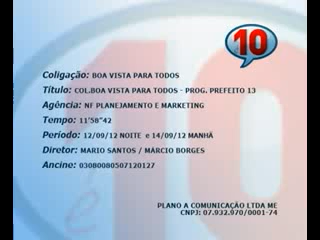 10
Coligação: BOA VISTA PARA TODOS
Título: COL.BOA VISTA PARA TODOS - PROG. PREFEITO 13
Agência: NF PLANEJAMENTO E MARKETING
Tempo: 11'58"42
Período: 12/09/12 NOITE e 14/09/12 MANHÃ
Diretor: MARIO SANTOS / MÁRCIO BORGES
Ancine: 03080080507120127
é 10
PLANO A COMUNICAÇÃO LTDA ME
CNPJ: 07.932.970/0001-74